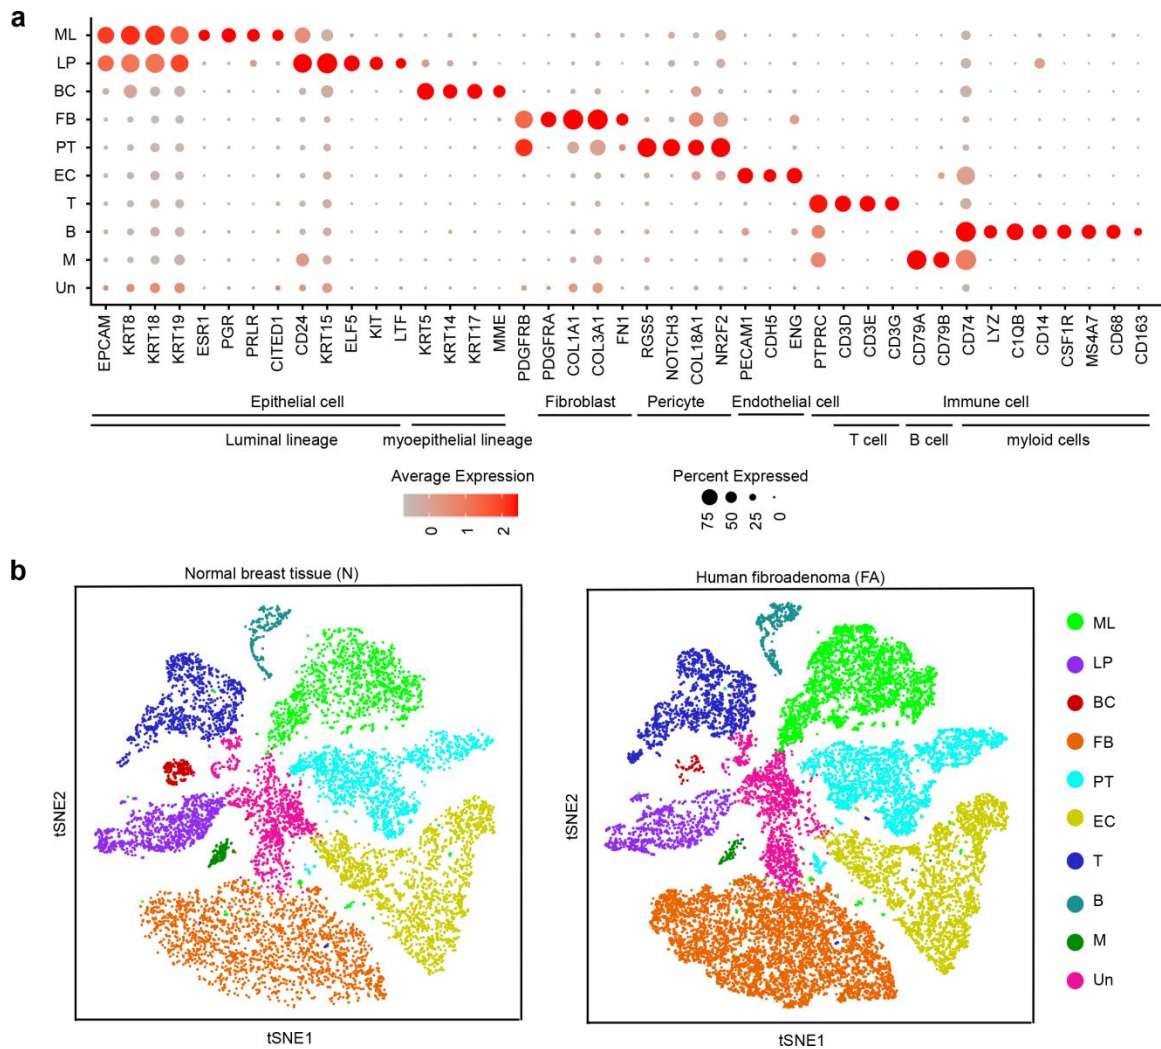 a
ML
LP
BC
FB
PT
EC
T
B
M
Un
EPCAM KRT8 KRT18 KRT19 ESR1 PGR PRLR CITED1 CD24 KRT15 ELF5 KIT LTF KRT5 KRT14 KRT17 MME PDGFRB PDGFRA COL1A1 COL3A1 FN1 RGS5 NOTCH3 COL18A1 NR2F2 PECAM1 CDH5 ENG PTPRC CD3D CD3E CD3G CD79A CD79B CD74 LYZ C1QB CD14 CSF1R MS4A7 CD68 CD163
Epithelial cell Fibroblast Pericyte Endothelial cell Immune cell
Luminal lineage myoepithelial lineage T cell B cell myloid cells
Average Expression Percent Expressed
0 1 2 75 50 25 0
b
Normal breast tissue (N) Human fibroadenoma (FA)
tSNE2
tSNE1
tSNE2
tSNE1
ML
LP
BC
FB
PT
EC
T
B
M
Un